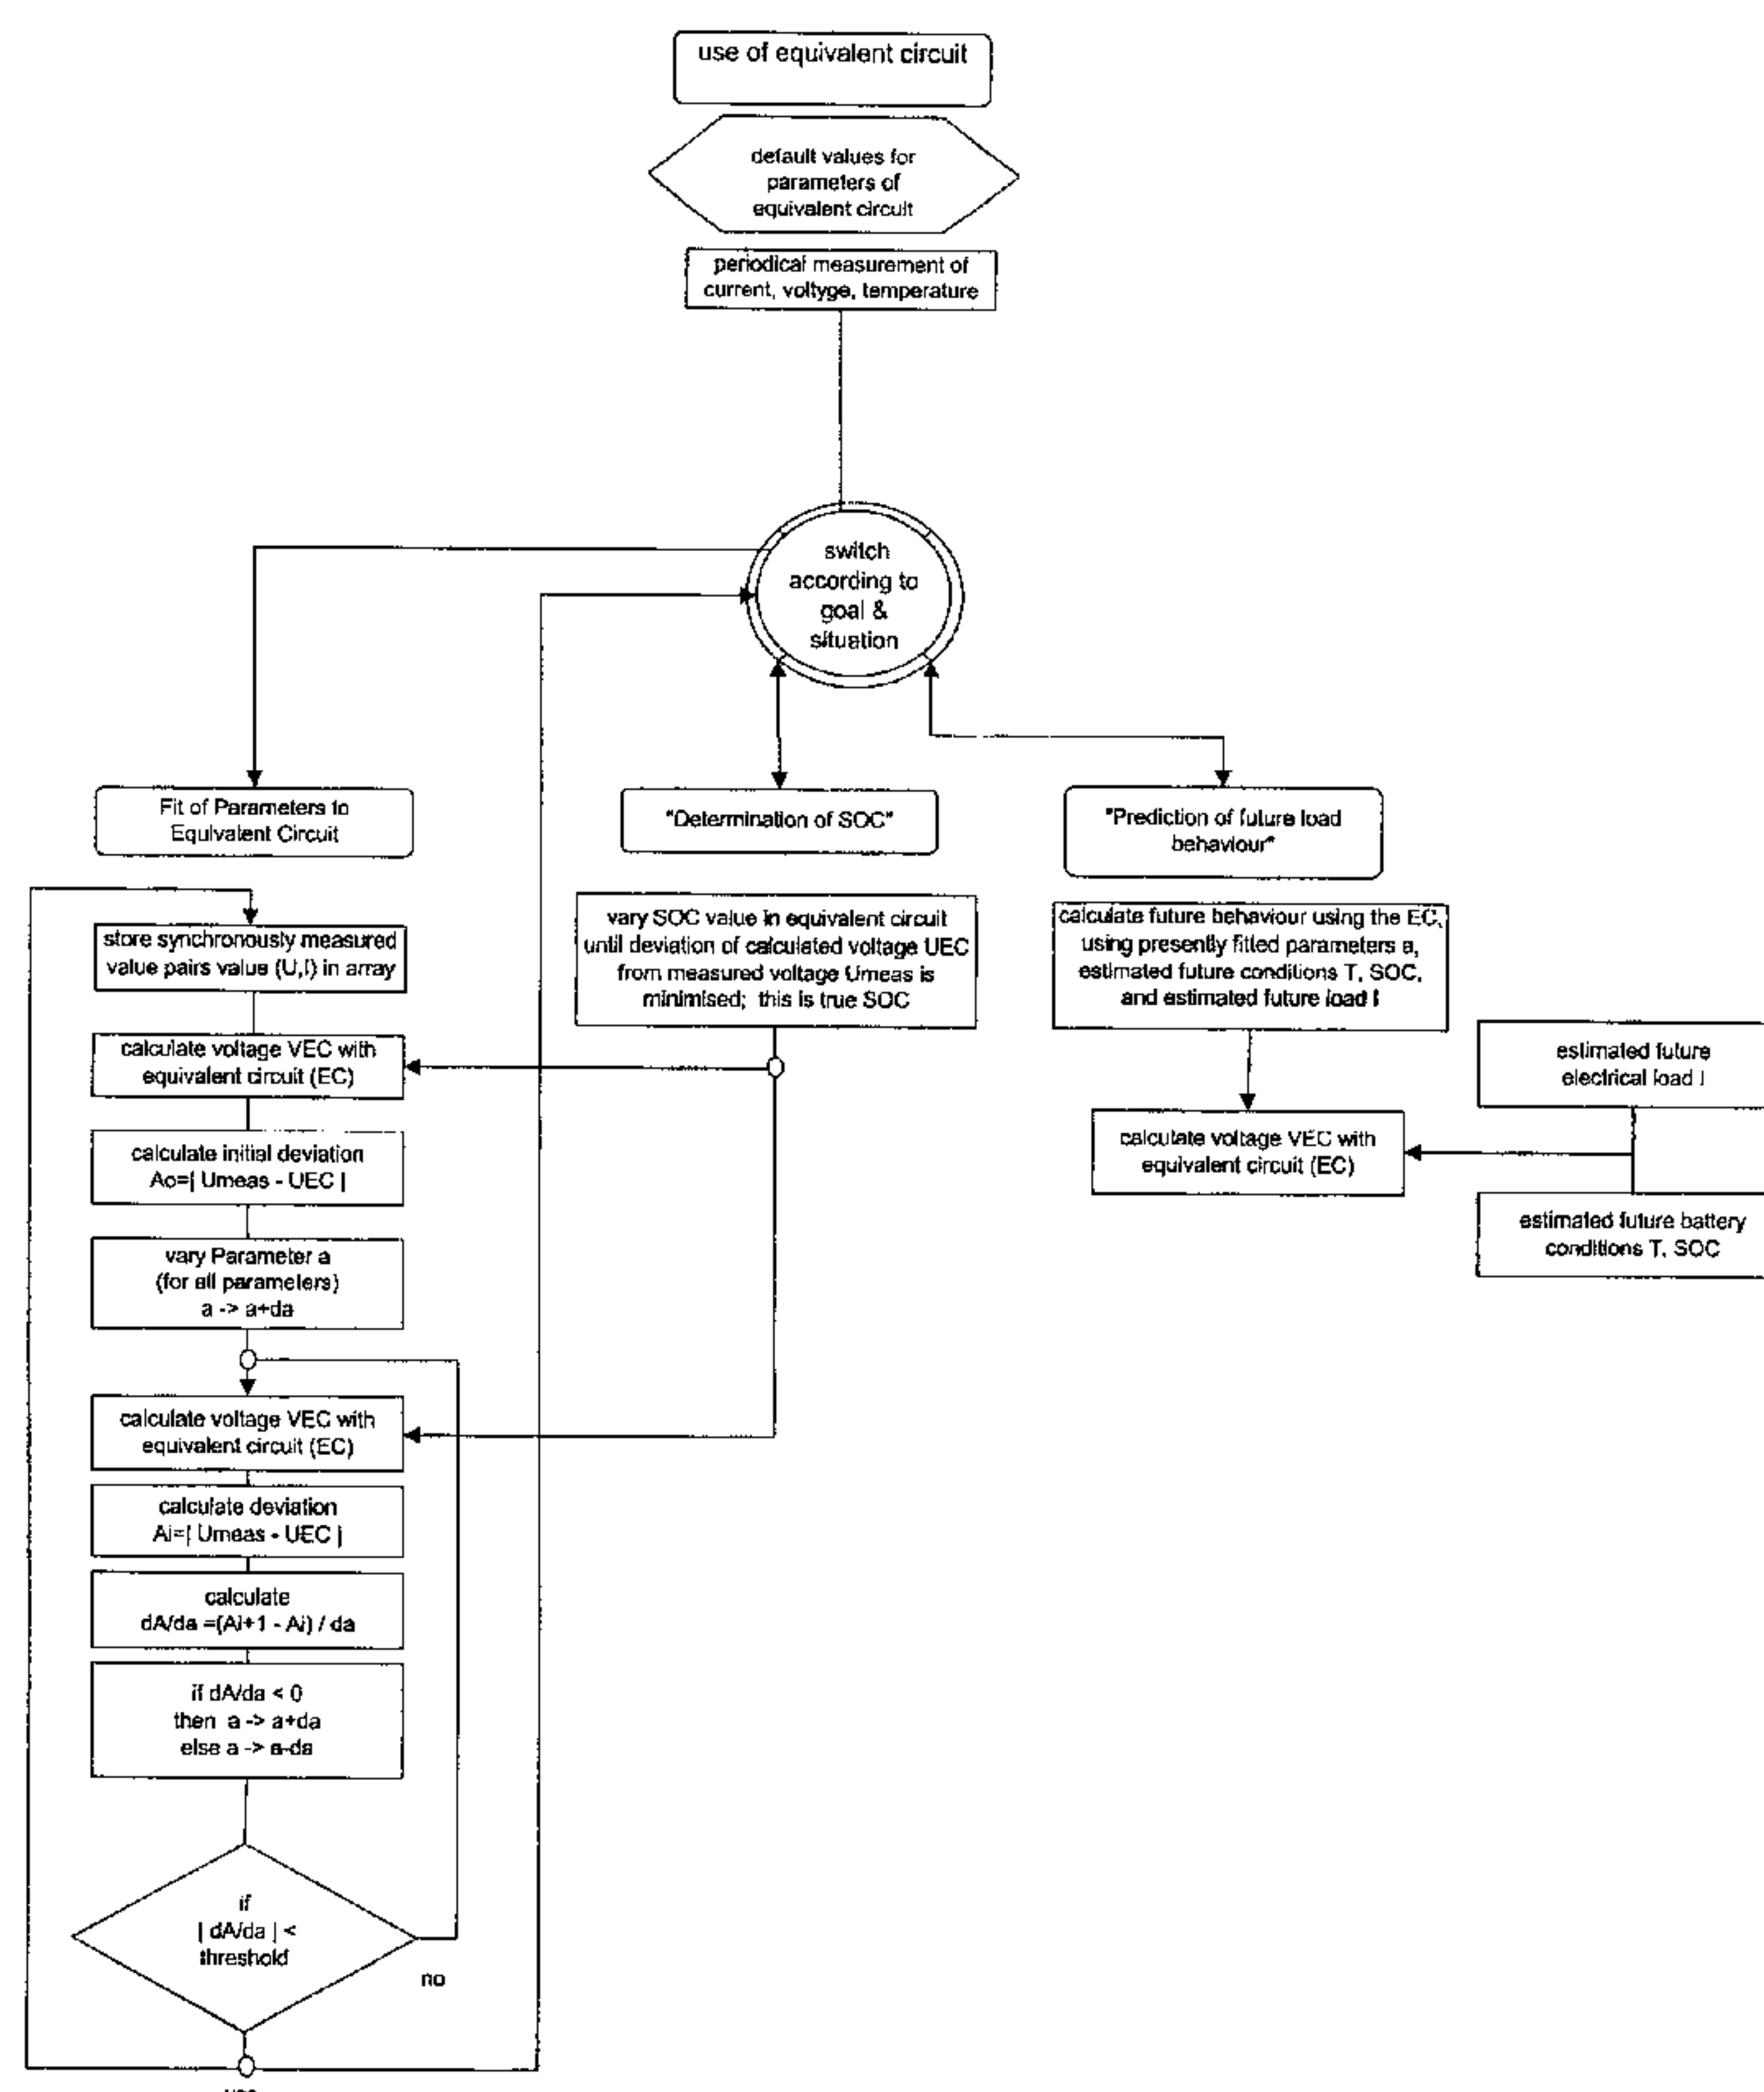 use of equivalent circuit
default values for
parameters of
equivalent circuit
periodical measurement of
current, voltyge, temperature
switch
according to
goal &
situation
Fit of Parameters to
Equivalent Circuit
"Determination of SOC"
"Prediction of future load
behaviour"
store synchronously measured
value pairs value (U,I) in array
vary SOC value in equivalent circuit
until deviation of calculated voltage UEC
from measured voltage Umeas is
minimised; this is true SOC
calculate future behaviour using the EC,
using presently fitted parameters a,
estimated future conditions T, SOC,
and estimated future load I
calculate voltage VEC with
equivalent circuit (EC)
estimated future
electrical load I
calculate voltage VEC with
equivalent circuit (EC)
estimated future battery
conditions T, SOC
calculate initial deviation
Ao=| Umeas - UEC |
vary Parameter a
(for all parameters)
a -> a+da
calculate voltage VEC with
equivalent circuit (EC)
calculate deviation
Ai=| Umeas - UEC |
calculate
dA/da =(Ai+1 - Ai) / da
if dA/da < 0
then a -> a+da
else a -> a-da
if
| dA/da | <
threshold
no